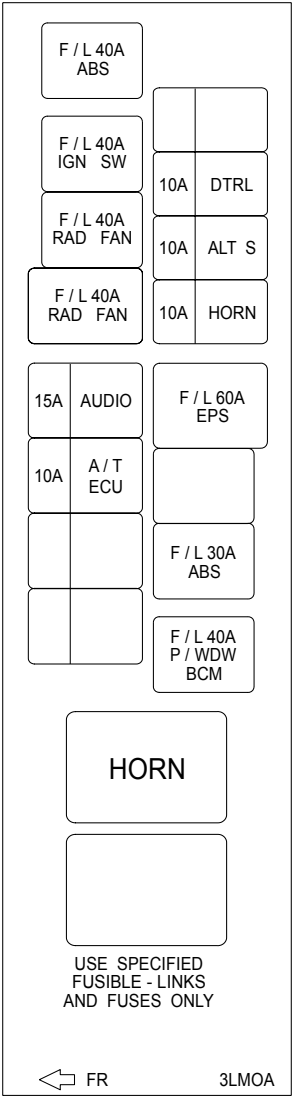 F / L 40A
ABS
F / L 40A
IGN SW
10A DTRL
F / L 40A
RAD FAN
10A ALT S
F / L 40A
RAD FAN
10A HORN
15A AUDIO
F / L 60A
EPS
10A
A / T
ECU
F / L 30A
ABS
F / L 40A
P / WDW
BCM
HORN
USE SPECIFIED
FUSIBLE - LINKS
AND FUSES ONLY
FR 3LMOA